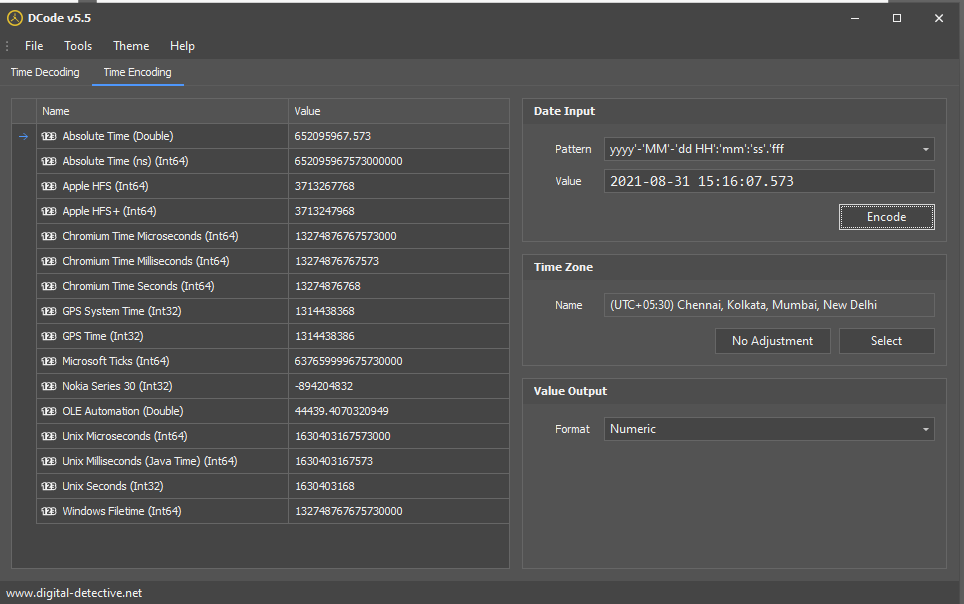 DCode v5.5
File Tools Theme Help
Time Decoding Time Encoding
Name Value
Absolute Time (Double) 652095967.573
Absolute Time (ns) (Int64) 652095967573000000
Apple HFS (Int64) 3713267768
Apple HFS+ (Int64) 3713247968
Chromium Time Microseconds (Int64) 13274876767573000
Chromium Time Milliseconds (Int64) 13274876767573
Chromium Time Seconds (Int64) 13274876768
GPS System Time (Int32) 1314438368
GPS Time (Int32) 1314438386
Microsoft Ticks (Int64) 637659999675730000
Nokia Series 30 (Int32) -894204832
OLE Automation (Double) 44439.4070320949
Unix Microseconds (Int64) 1630403167573000
Unix Milliseconds (Java Time) (Int64) 1630403167573
Unix Seconds (Int32) 1630403168
Windows Filetime (Int64) 132748767675730000
Date Input
Pattern yyyy'-'MM'-'dd HH':'mm':'ss'.'fff
Value 2021-08-31 15:16:07.573
Encode
Time Zone
Name (UTC+05:30) Chennai, Kolkata, Mumbai, New Delhi
No Adjustment Select
Value Output
Format Numeric
www.digital-detective.net